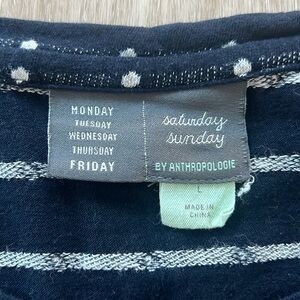 MONDAY
TUESDAY
WEDNESDAY
THURSDAY
FRIDAY
saturday
sunday
BY ANTHROPOLOGIE
L
MADE IN
CHINA